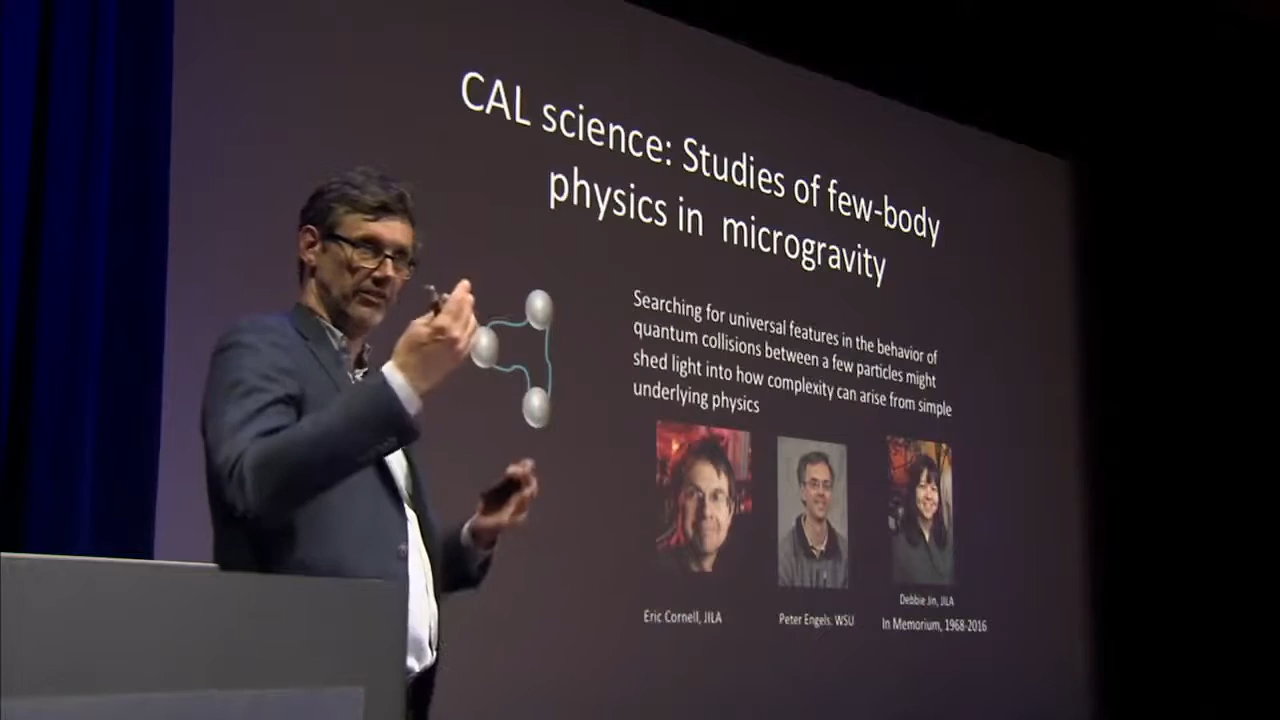 CAL science: Studies of few-body
physics in microgravity
Searching for universal features in the behavior of
quantum collisions between a few particles might
shed light into how complexity can arise from simple
underlying physics
Eric Cornell, JILA
Peter Engels. WSU
Debbie Jin, JILA
In Memorium, 1968-2016